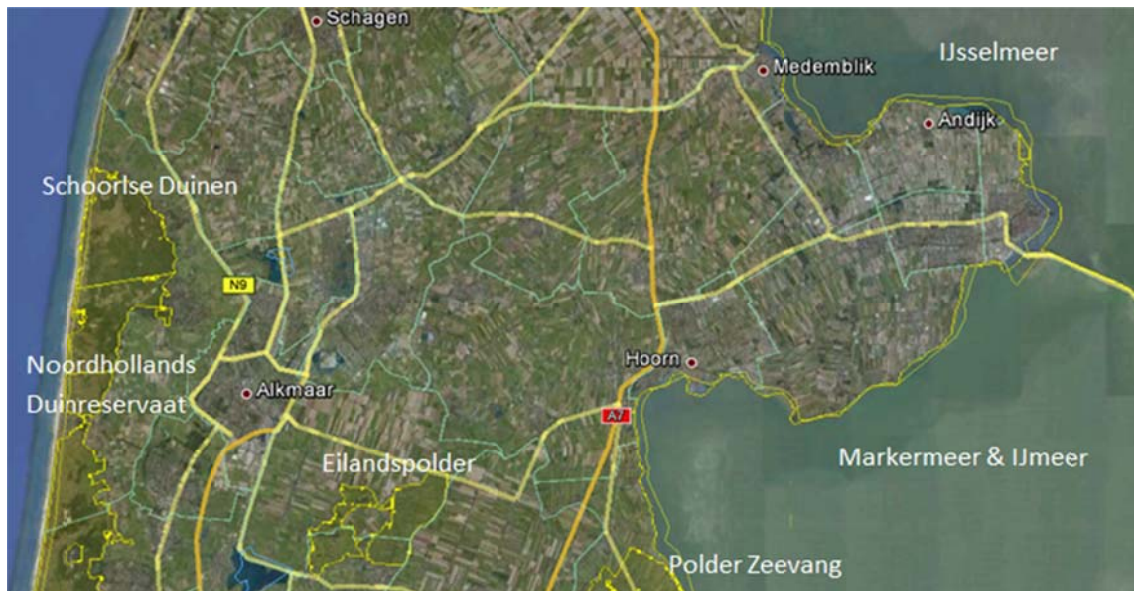 Schagen
IJsselmeer
Medemblik
Andijk
Schoorlse Duinen
N9
Noordhollands
Duinreservaat
Hoorn
Alkmaar
A7
Eilandspolder
Markermeer & IJmeer
Polder Zeevang